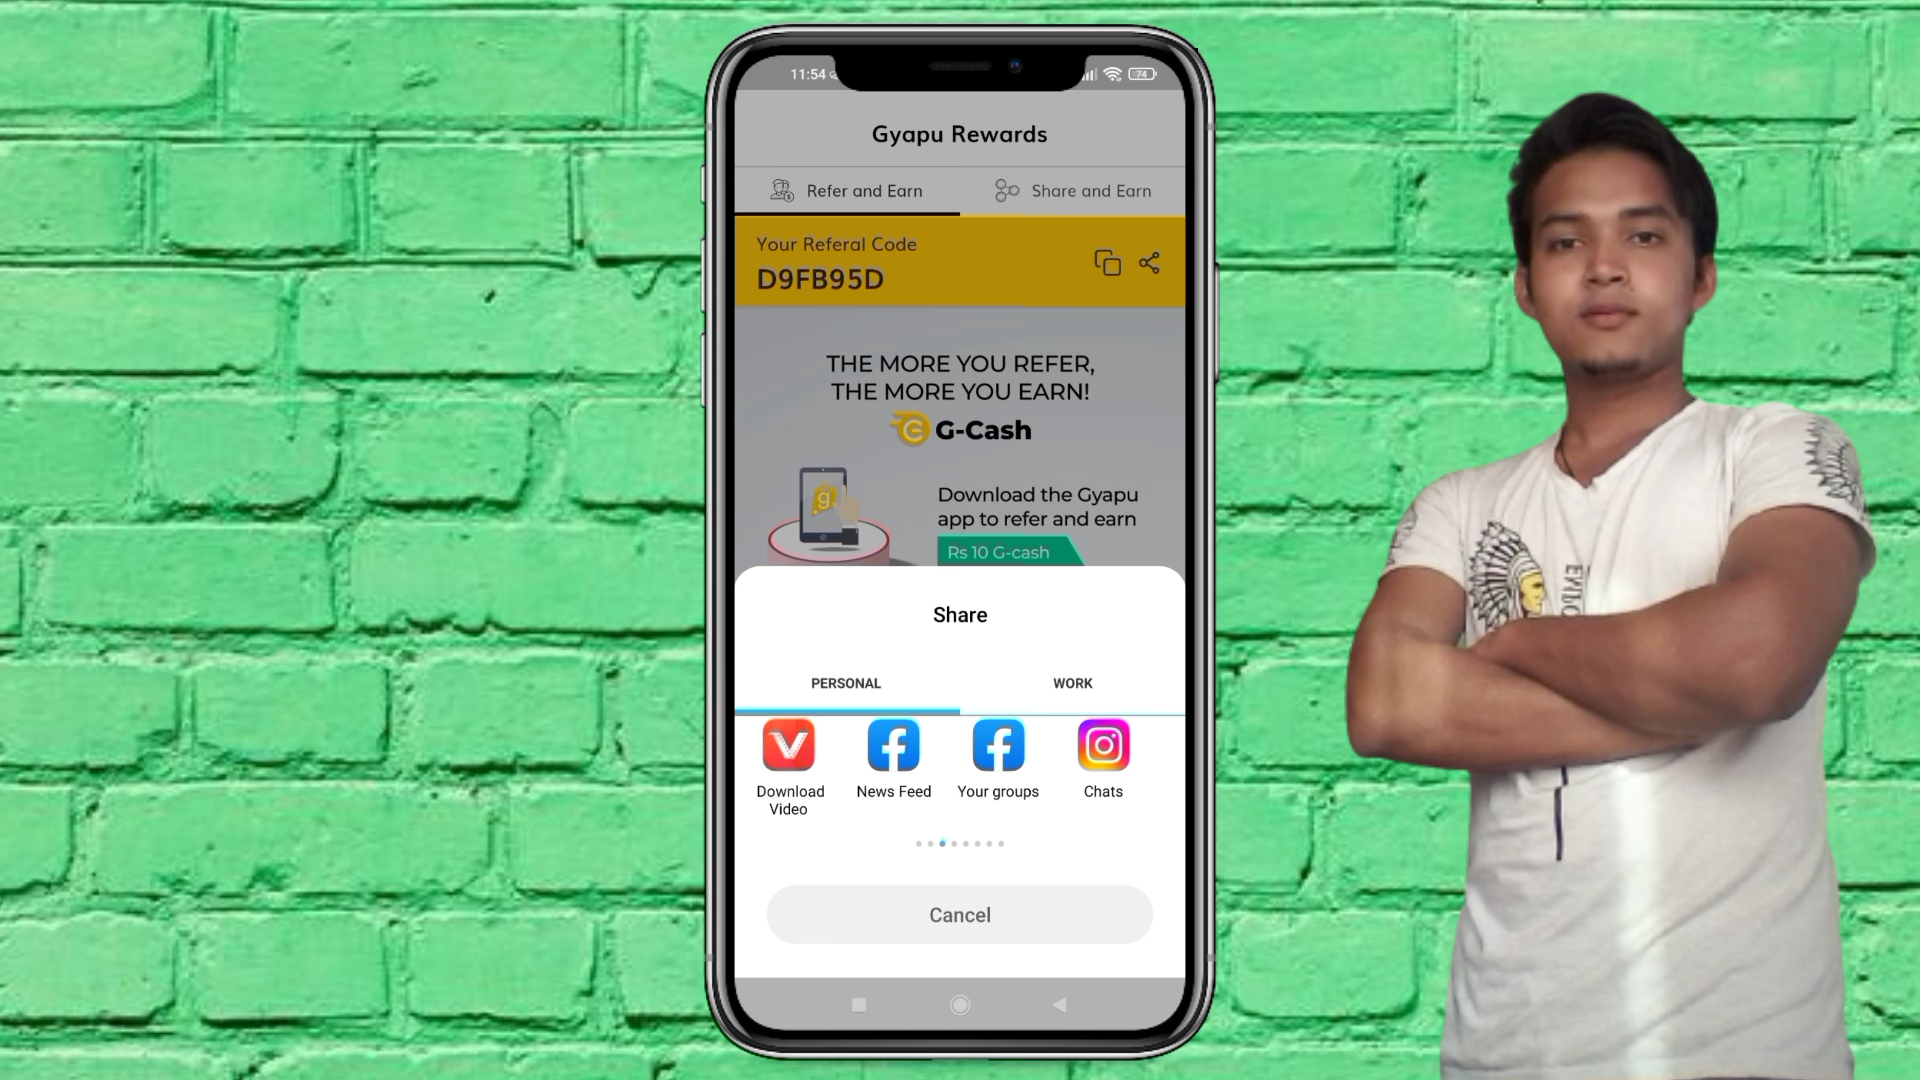 11:54
74
Gyapu Rewards
Refer and Earn
Share and Earn
Your Referal Code
D9FB95D
THE MORE YOU REFER,
THE MORE YOU EARN!
G-Cash
g
Download the Gyapu
app to refer and earn
Rs 10 G-cash
Share
PERSONAL
WORK
Download
Video
News Feed
Your groups
Chats
Cancel